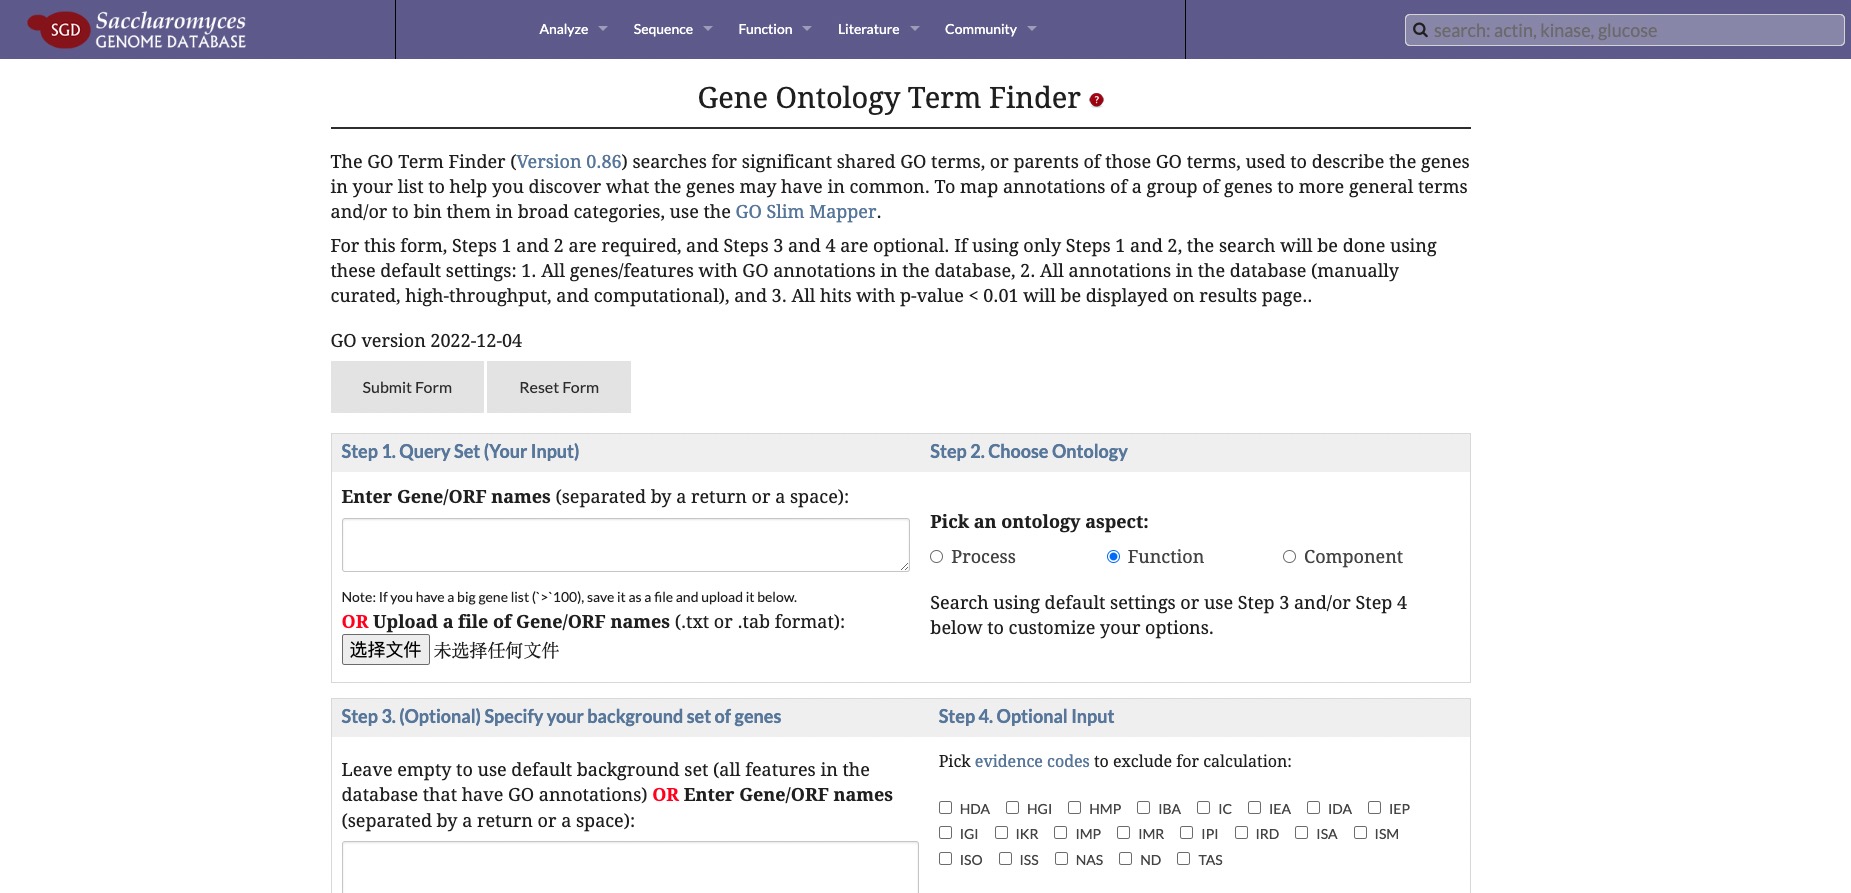 SGD Saccharomyces
GENOME DATABASE
Analyze Sequence Function Literature Community
search: actin, kinase, glucose
Gene Ontology Term Finder ?
The GO Term Finder (Version 0.86) searches for significant shared GO terms, or parents of those GO terms, used to describe the genes
in your list to help you discover what the genes may have in common. To map annotations of a group of genes to more general terms
and/or to bin them in broad categories, use the GO Slim Mapper.
For this form, Steps 1 and 2 are required, and Steps 3 and 4 are optional. If using only Steps 1 and 2, the search will be done using
these default settings: 1. All genes/features with GO annotations in the database, 2. All annotations in the database (manually
curated, high-throughput, and computational), and 3. All hits with p-value < 0.01 will be displayed on results page..
GO version 2022-12-04
Submit Form Reset Form
Step 1. Query Set (Your Input)
Enter Gene/ORF names (separated by a return or a space):
Note: If you have a big gene list (`>`100), save it as a file and upload it below.
OR Upload a file of Gene/ORF names (.txt or .tab format):
选择文件 未选择任何文件
Step 2. Choose Ontology
Pick an ontology aspect:
Process Function Component
Search using default settings or use Step 3 and/or Step 4
below to customize your options.
Step 3. (Optional) Specify your background set of genes
Leave empty to use default background set (all features in the
database that have GO annotations) OR Enter Gene/ORF names
(separated by a return or a space):
Step 4. Optional Input
Pick evidence codes to exclude for calculation:
HDA HGI HMP IBA IC IEA IDA IEP
IGI IKR IMP IMR IPI IRD ISA ISM
ISO ISS NAS ND TAS